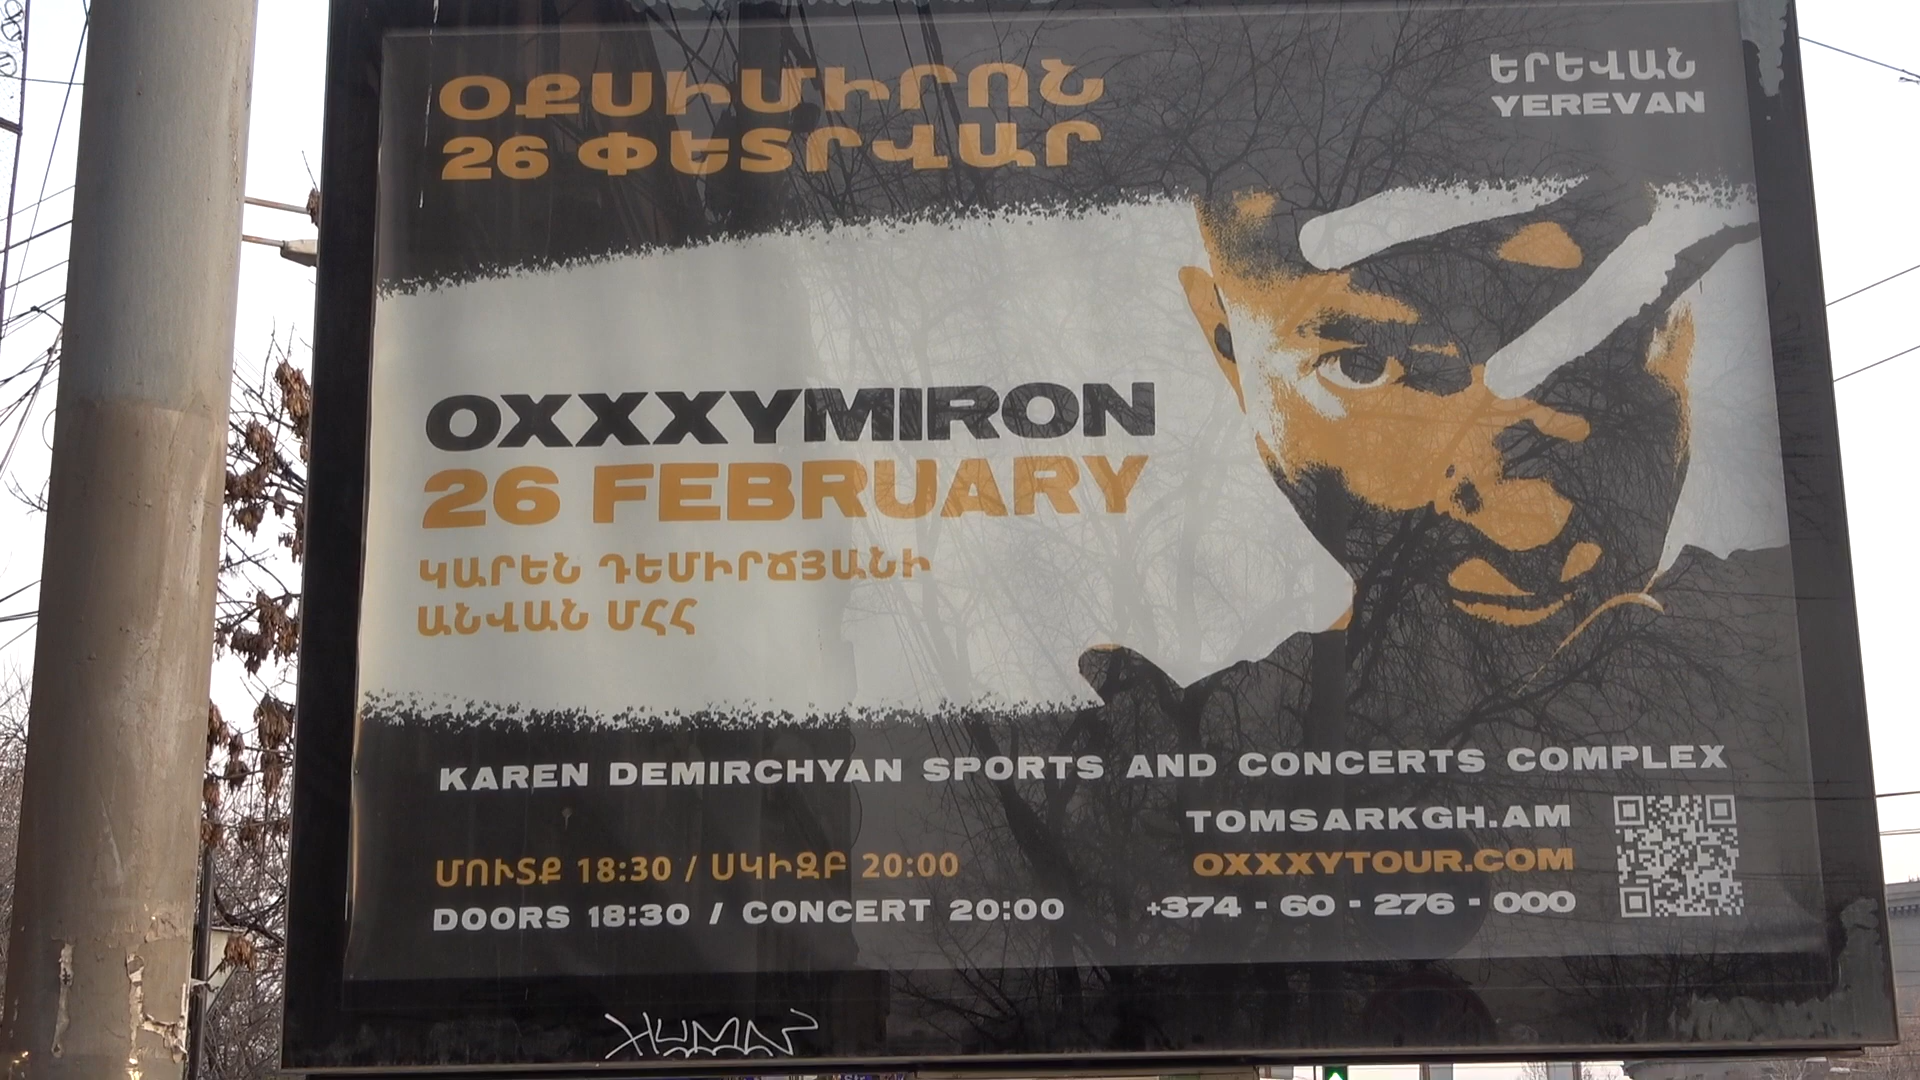 ՕՔՍԻՄԻՐՈՆ
26 ՓԵՏՐՎԱՐ
ԵՐԵՎԱՆ
YEREVAN
OXXXYMIRON
26 FEBRUARY
ԿԱՐԵՆ ԴԵՄԻՐՃՅԱՆԻ
ԱՆՎԱՆ ՄՀՀ
KAREN DEMIRCHYAN SPORTS AND CONCERTS COMPLEX
ՄՈՒՏՔ 18:30 / ՍԿԻԶԲ 20:00
DOORS 18:30 / CONCERT 20:00
TOMSARKGH.AM
OXXXYTOUR.COM
+374 - 60 - 276 - 000